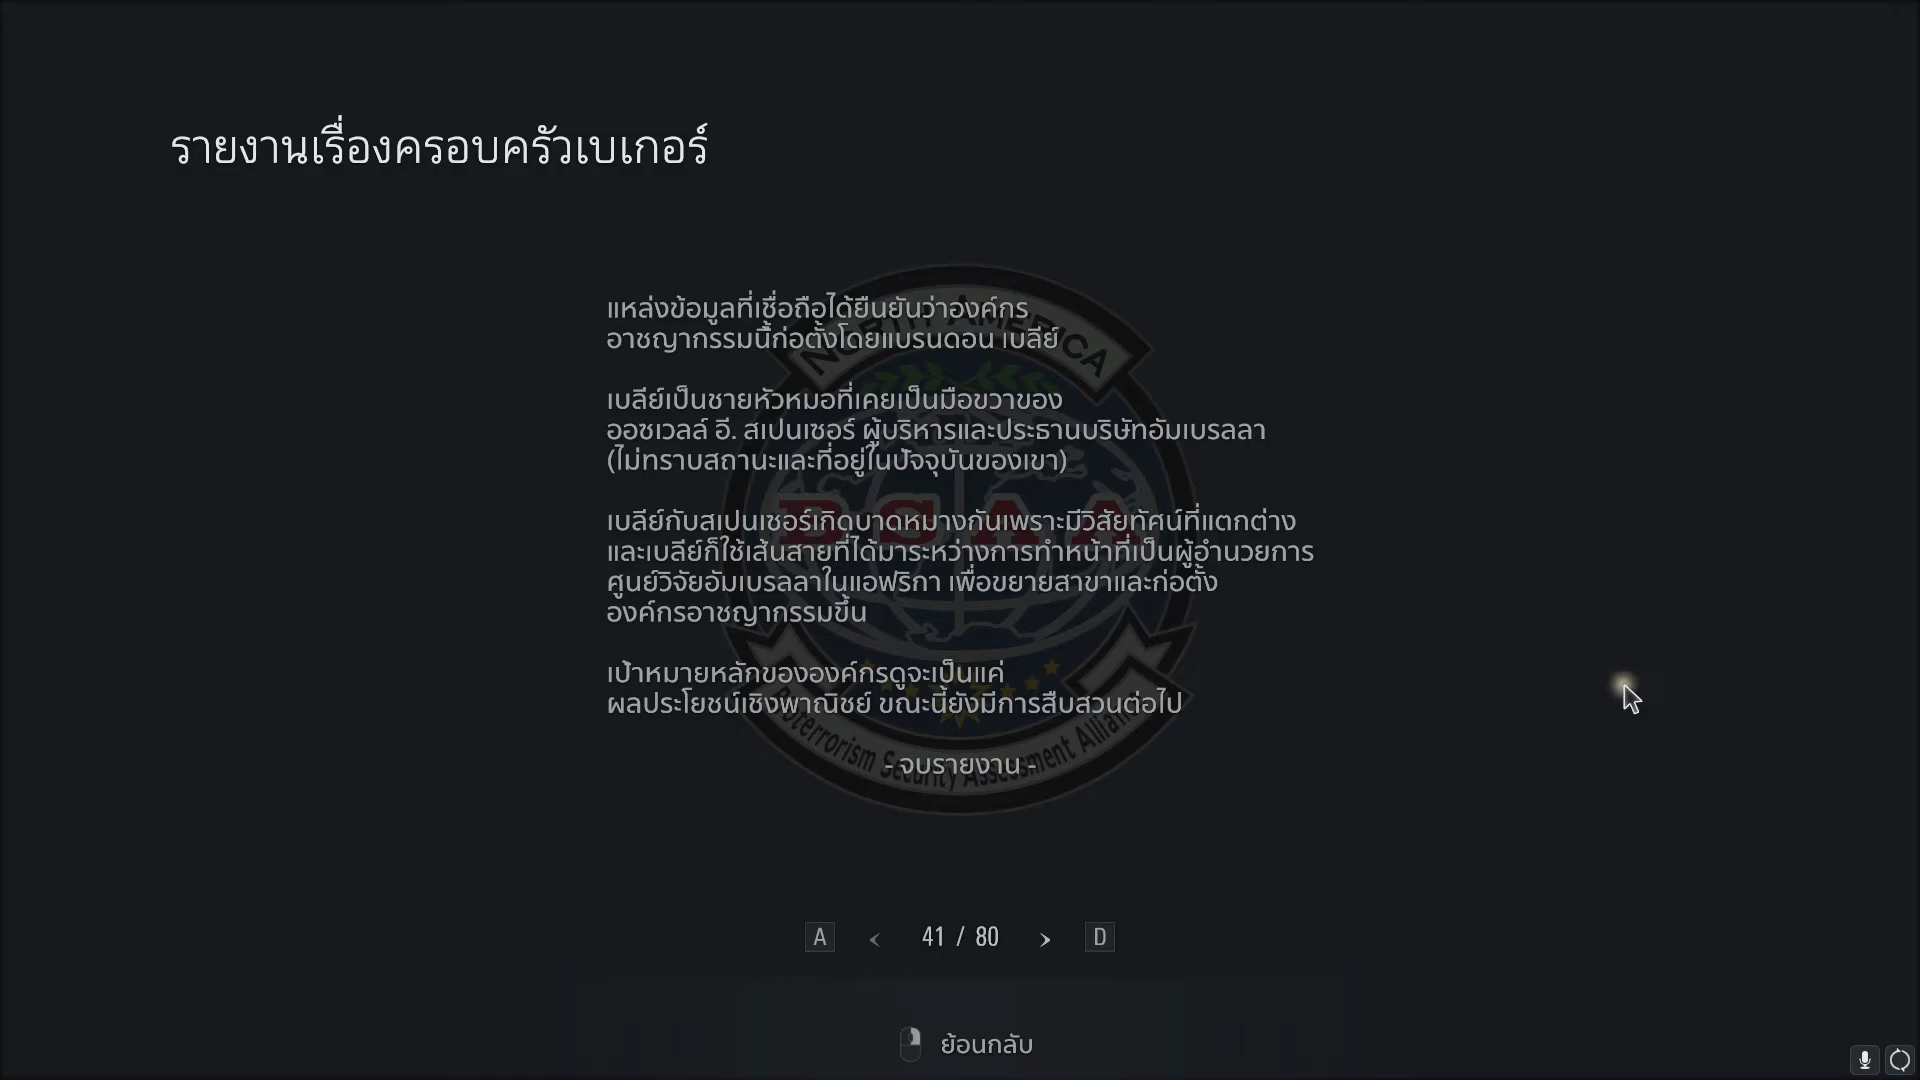 รายงานเรื่องครอบครัวเบเกอร์
แหล่งข้อมูลที่เชื่อถือได้ยืนยันว่าองค์กร
อาชญากรรมนี้ก่อตั้งโดยแบรนดอน เบลีย์
เบลีย์เป็นชายหัวหมอที่เคยเป็นมือขวาของ
ออซเวลล์ อี. สเปนเซอร์ ผู้บริหารและประธานบริษัทอัมเบรลลา
(ไม่ทราบสถานะและที่อยู่ในปัจจุบันของเขา)
เบลีย์กับสเปนเซอร์เกิดบาดหมางกันเพราะมีวิสัยทัศน์ที่แตกต่าง
และเบลีย์ก็ใช้เส้นสายที่ได้มาระหว่างการทำหน้าที่เป็นผู้อำนวยการ
ศูนย์วิจัยอัมเบรลลาในแอฟริกา เพื่อขยายสาขาและก่อตั้ง
องค์กรอาชญากรรมขึ้น
เป้าหมายหลักขององค์กรดูจะเป็นแค่
ผลประโยชน์เชิงพาณิชย์ ขณะนี้ยังมีการสืบสวนต่อไป
- จบรายงาน -
NORTH AMERICA
BSAA
Bioterrorism Security Assessment Alliance
A < 41 / 80 > D
ย้อนกลับ